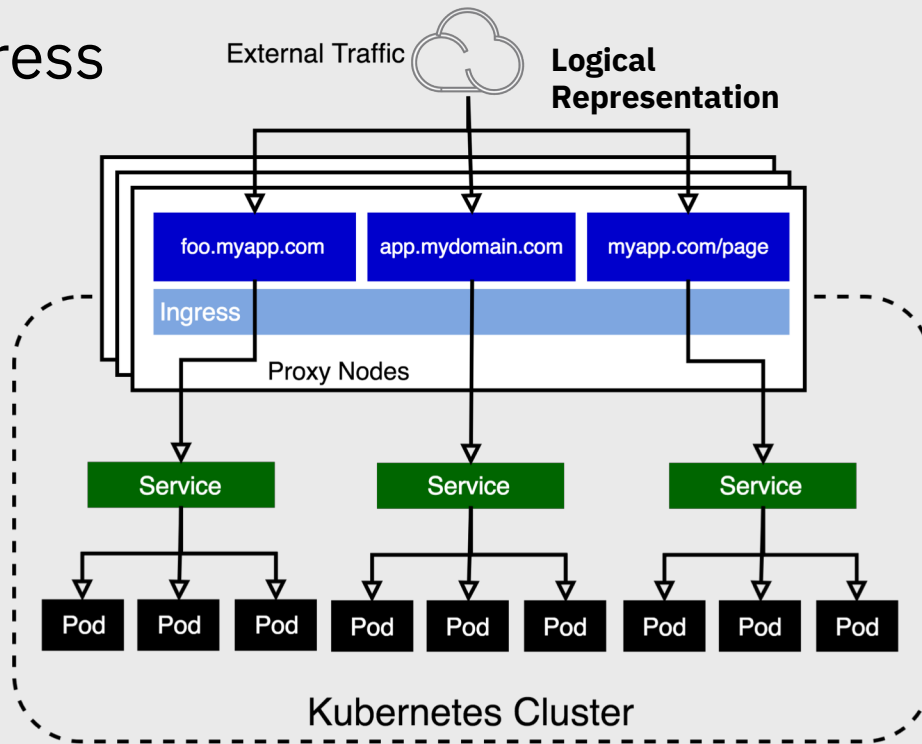 ress
External Traffic
Logical
Representation
foo.myapp.com
app.mydomain.com
myapp.com/page
Ingress
Proxy Nodes
Service
Service
Service
Pod
Pod
Pod
Pod
Pod
Pod
Pod
Pod
Pod
Kubernetes Cluster